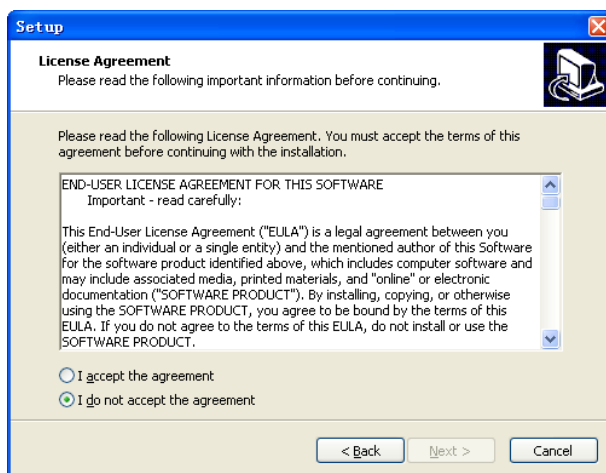 Setup
License Agreement
Please read the following important information before continuing.
Please read the following License Agreement. You must accept the terms of this
agreement before continuing with the installation.
END-USER LICENSE AGREEMENT FOR THIS SOFTWARE
Important - read carefully:
This End-User License Agreement ("EULA") is a legal agreement between you
(either an individual or a single entity) and the mentioned author of this Software
for the software product identified above, which includes computer software and
may include associated media, printed materials, and "online" or electronic
documentation ("SOFTWARE PRODUCT"). By installing, copying, or otherwise
using the SOFTWARE PRODUCT, you agree to be bound by the terms of this
EULA. If you do not agree to the terms of this EULA, do not install or use the
SOFTWARE PRODUCT.
I accept the agreement
I do not accept the agreement
< Back
Next >
Cancel